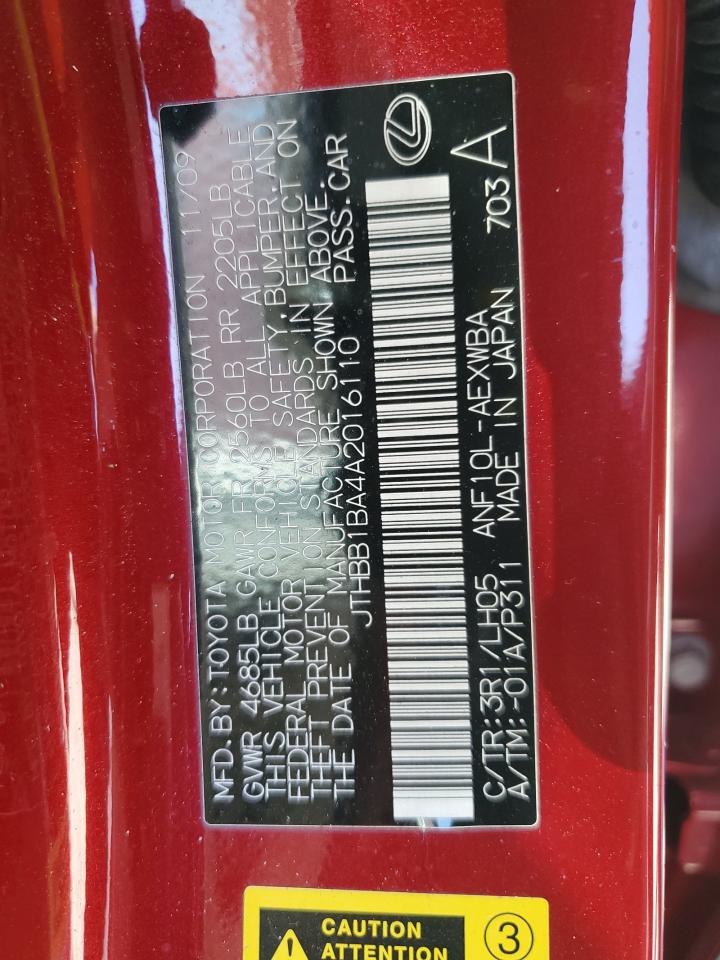 MFD. BY: TOYOTA MOTOR CORPORATION 11/09
GVWR 4685LB GAWR FR 2560LB RR 2205LB
THIS VEHICLE CONFORMS TO ALL APPLICABLE
FEDERAL MOTOR VEHICLE SAFETY, BUMPER, AND
THEFT PREVENTION STANDARDS IN EFFECT ON
THE DATE OF MANUFACTURE SHOWN ABOVE.
JTHBB1BA4A2016110 PASS. CAR
C/TR:3R1/LH05 ANF10L-AEXWBA 703 A
A/TM:-01A/P311 MADE IN JAPAN
CAUTION
ATTENTION
3